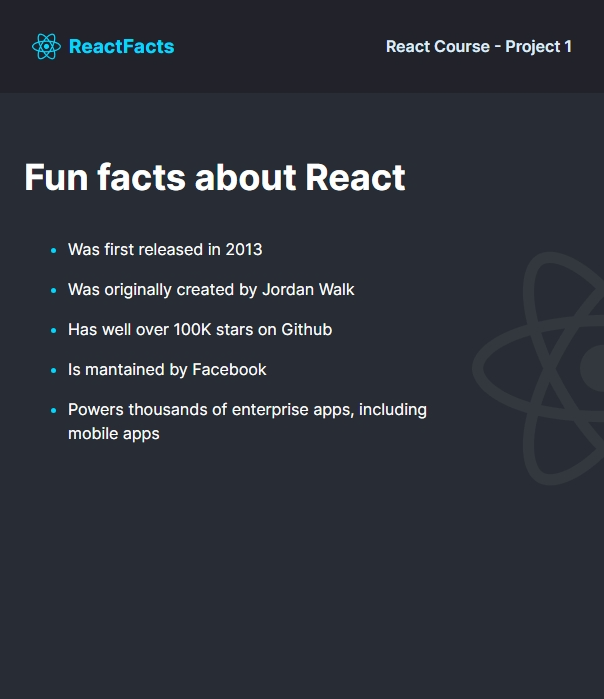 ReactFacts
React Course - Project 1
Fun facts about React
Was first released in 2013
Was originally created by Jordan Walk
Has well over 100K stars on Github
Is mantained by Facebook
Powers thousands of enterprise apps, including
mobile apps